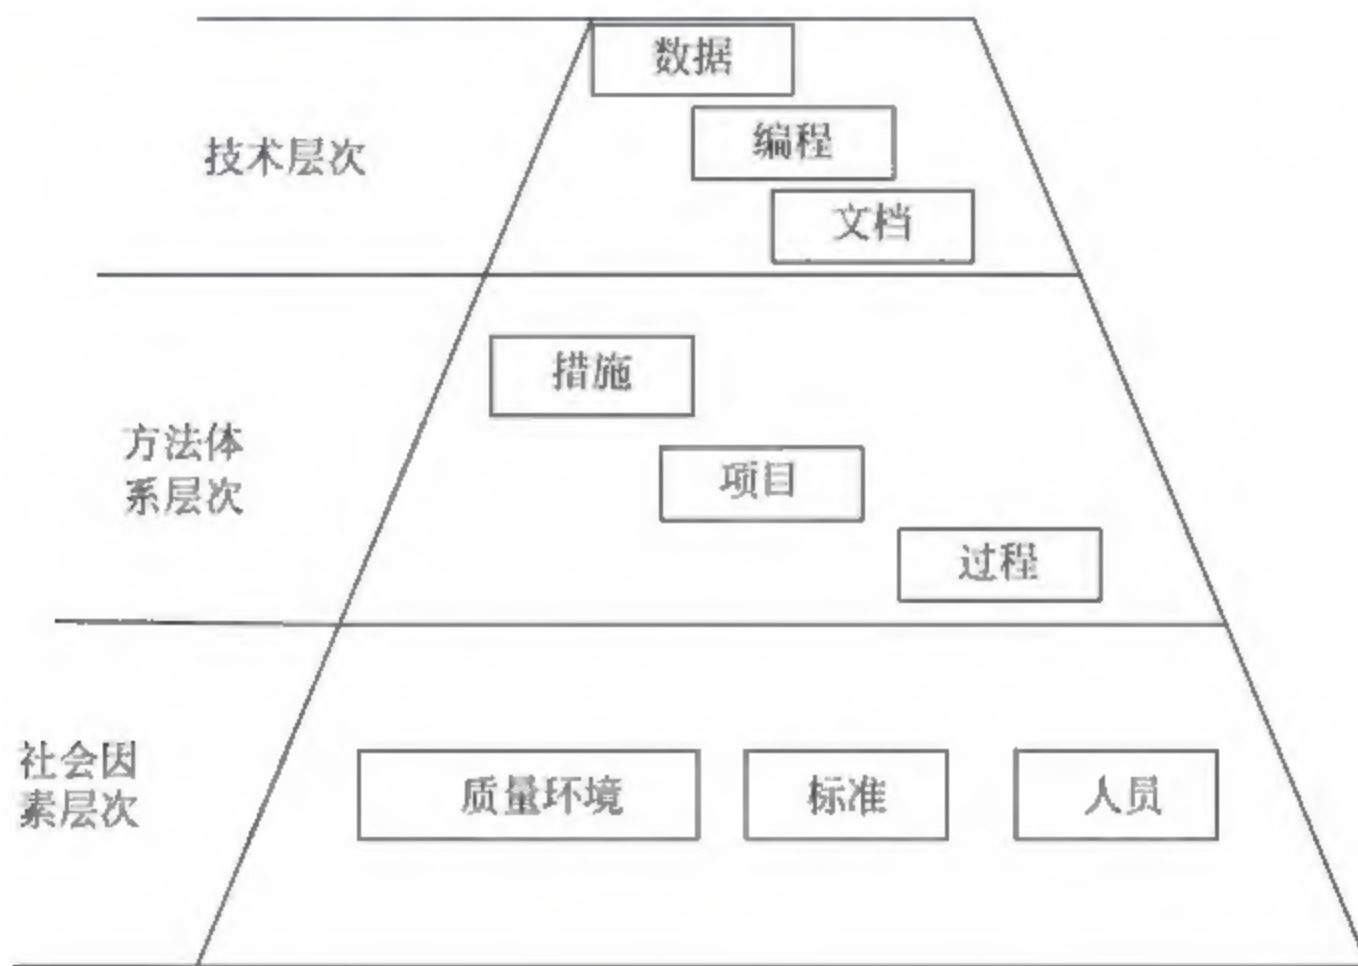 数据
编程
技术层次
文档
措施
方法体
系层次
项目
过程
社会因
素层次
质量环境
标准
人员